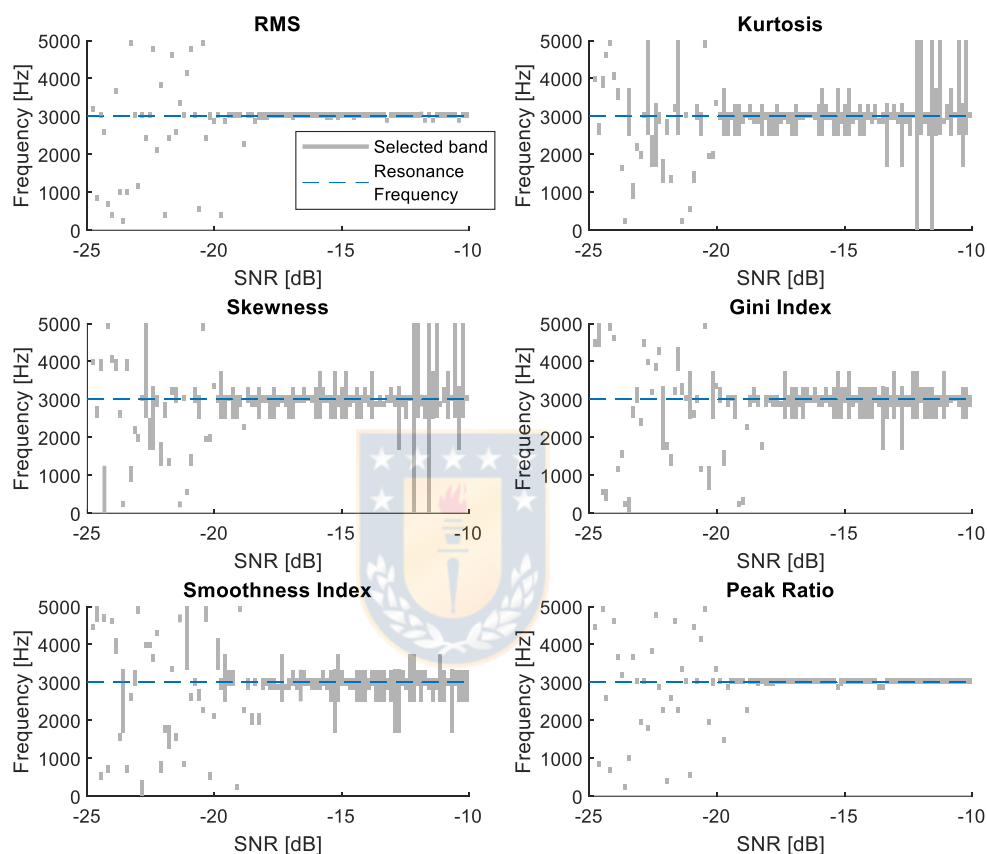 RMS
5000
4000
3000
2000
1000
0
Frequency [Hz]
-25 -20 -15 -10
SNR [dB]
Selected band
Resonance
Frequency
Kurtosis
5000
4000
3000
2000
1000
0
Frequency [Hz]
-25 -20 -15 -10
SNR [dB]
Skewness
5000
4000
3000
2000
1000
0
Frequency [Hz]
-25 -20 -15 -10
SNR [dB]
Gini Index
5000
4000
3000
2000
1000
0
Frequency [Hz]
-25 -20 -15 -10
SNR [dB]
Smoothness Index
5000
4000
3000
2000
1000
0
Frequency [Hz]
-25 -20 -15 -10
SNR [dB]
Peak Ratio
5000
4000
3000
2000
1000
0
Frequency [Hz]
-25 -20 -15 -10
SNR [dB]